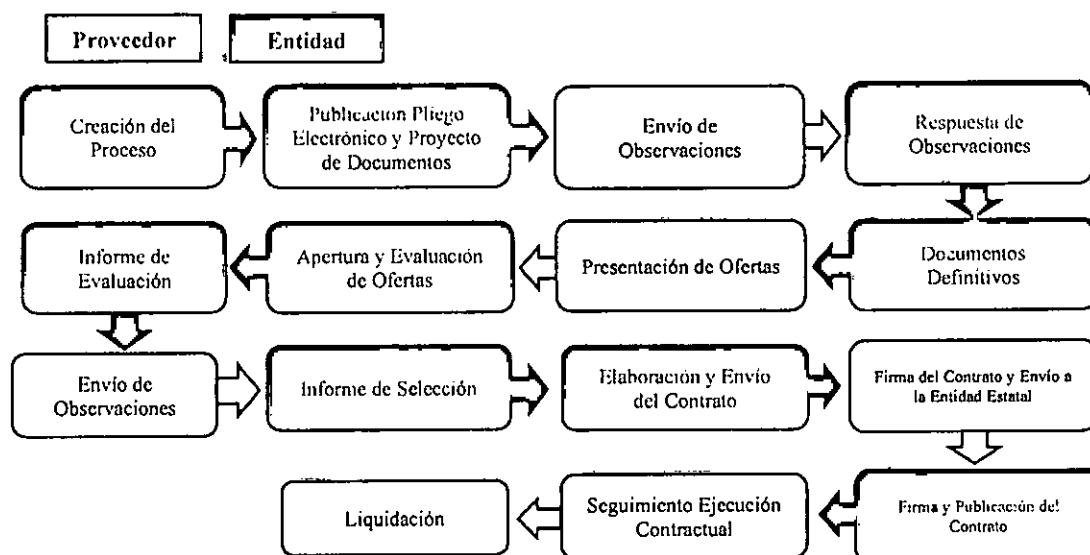 Proveedor
Entidad
Creación del
Proceso
Publicación Pliego
Electrónico y Proyecto
de Documentos
Envío de
Observaciones
Respuesta de
Observaciones
Informe de
Evaluación
Apertura y Evaluación
de Ofertas
Presentación de Ofertas
Documentos
Definitivos
Envío de
Observaciones
Informe de Selección
Elaboración y Envío
del Contrato
Firma del Contrato y Envío a
la Entidad Estatal
Liquidación
Seguimiento Ejecución
Contractual
Firma y Publicación del
Contrato